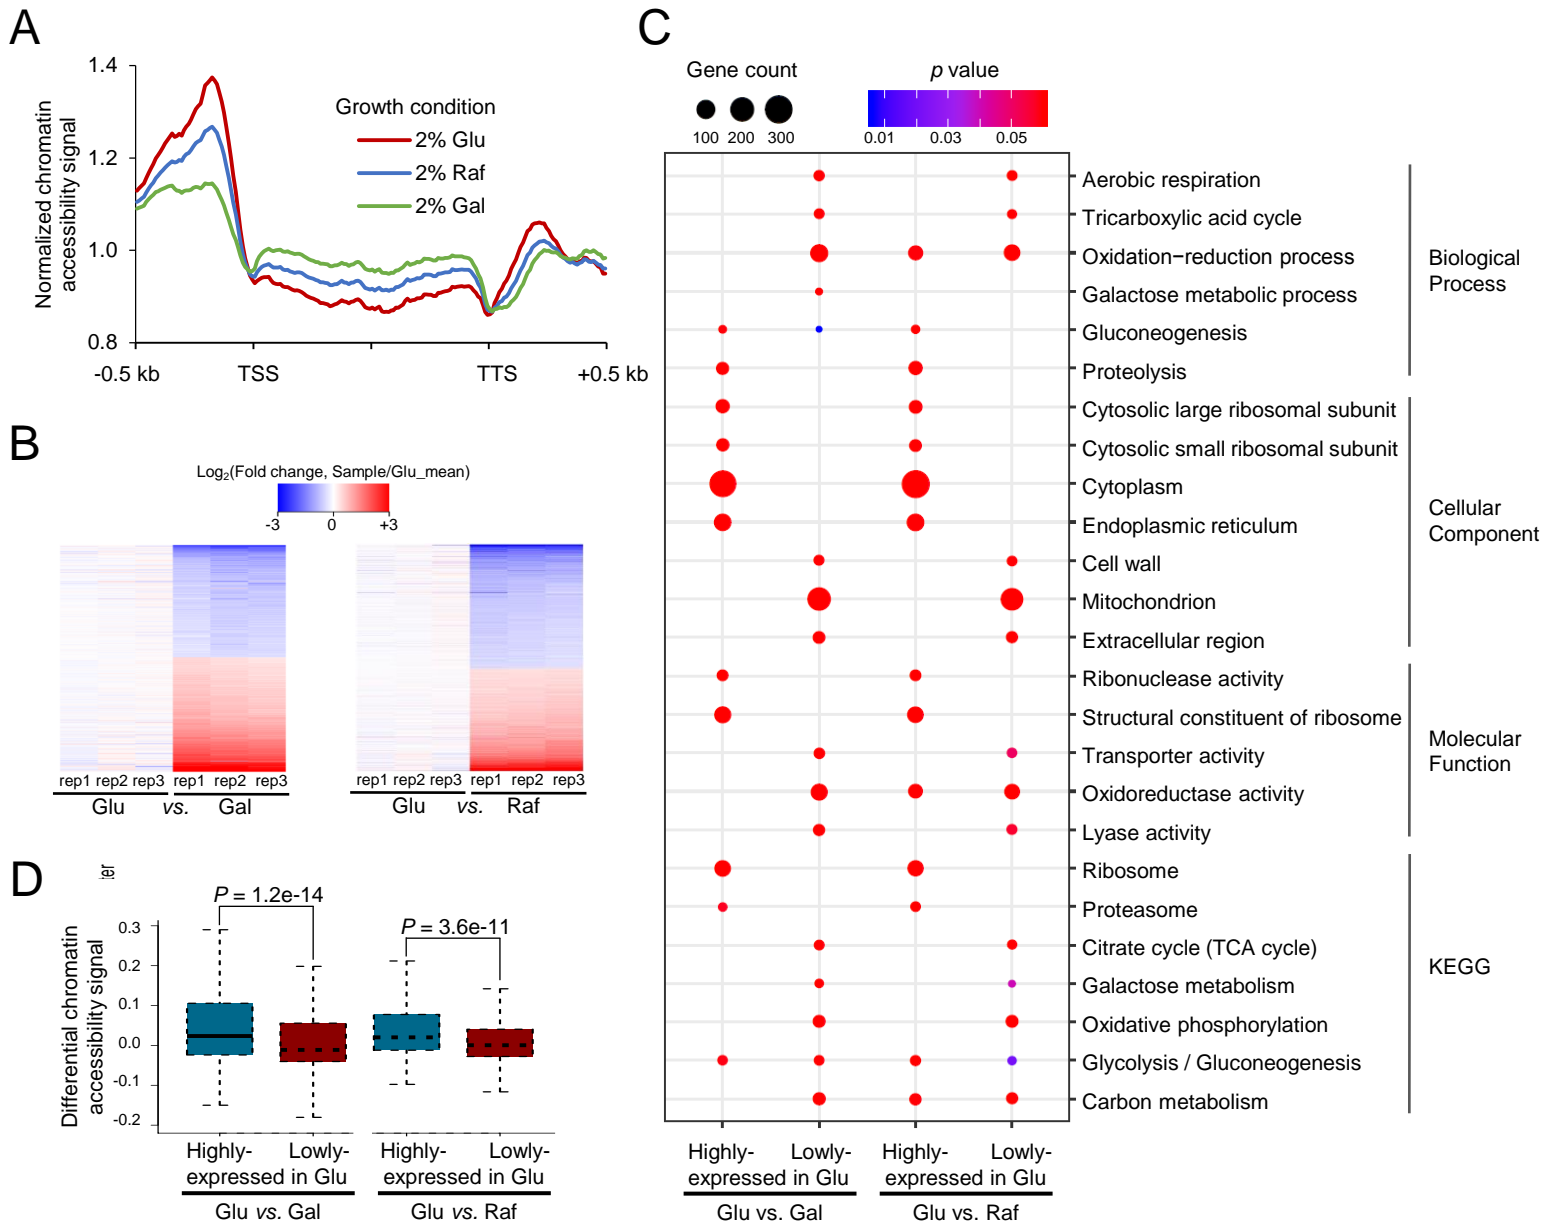 A
1.4
1.2
1.0
0.8
Normalized chromatin
accessibility signal
Growth condition
2% Glu
2% Raf
2% Gal
-0.5 kb
TSS
TTS
+0.5 kb
B
Log₂(Fold change, Sample/Glu_mean)
-3
0
+3
rep1 rep2 rep3 rep1 rep2 rep3
Glu vs. Gal
rep1 rep2 rep3 rep1 rep2 rep3
Glu vs. Raf
C
Gene count
100 200 300
p value
0.01 0.03 0.05
Aerobic respiration
Tricarboxylic acid cycle
Oxidation−reduction process
Galactose metabolic process
Gluconeogenesis
Proteolysis
Biological
Process
Cytosolic large ribosomal subunit
Cytosolic small ribosomal subunit
Cytoplasm
Endoplasmic reticulum
Cell wall
Mitochondrion
Extracellular region
Cellular
Component
Ribonuclease activity
Structural constituent of ribosome
Transporter activity
Oxidoreductase activity
Lyase activity
Molecular
Function
Ribosome
Proteasome
Citrate cycle (TCA cycle)
Galactose metabolism
Oxidative phosphorylation
Glycolysis / Gluconeogenesis
Carbon metabolism
KEGG
Highly- Lowly-
expressed in Glu
Glu vs. Gal
Highly- Lowly-
expressed in Glu
Glu vs. Raf
D
P = 1.2e-14
P = 3.6e-11
0.3
0.2
0.1
0.0
-0.1
-0.2
Differential chromatin
accessibility signal
Highly- Lowly-
expressed in Glu
Glu vs. Gal
Highly- Lowly-
expressed in Glu
Glu vs. Raf